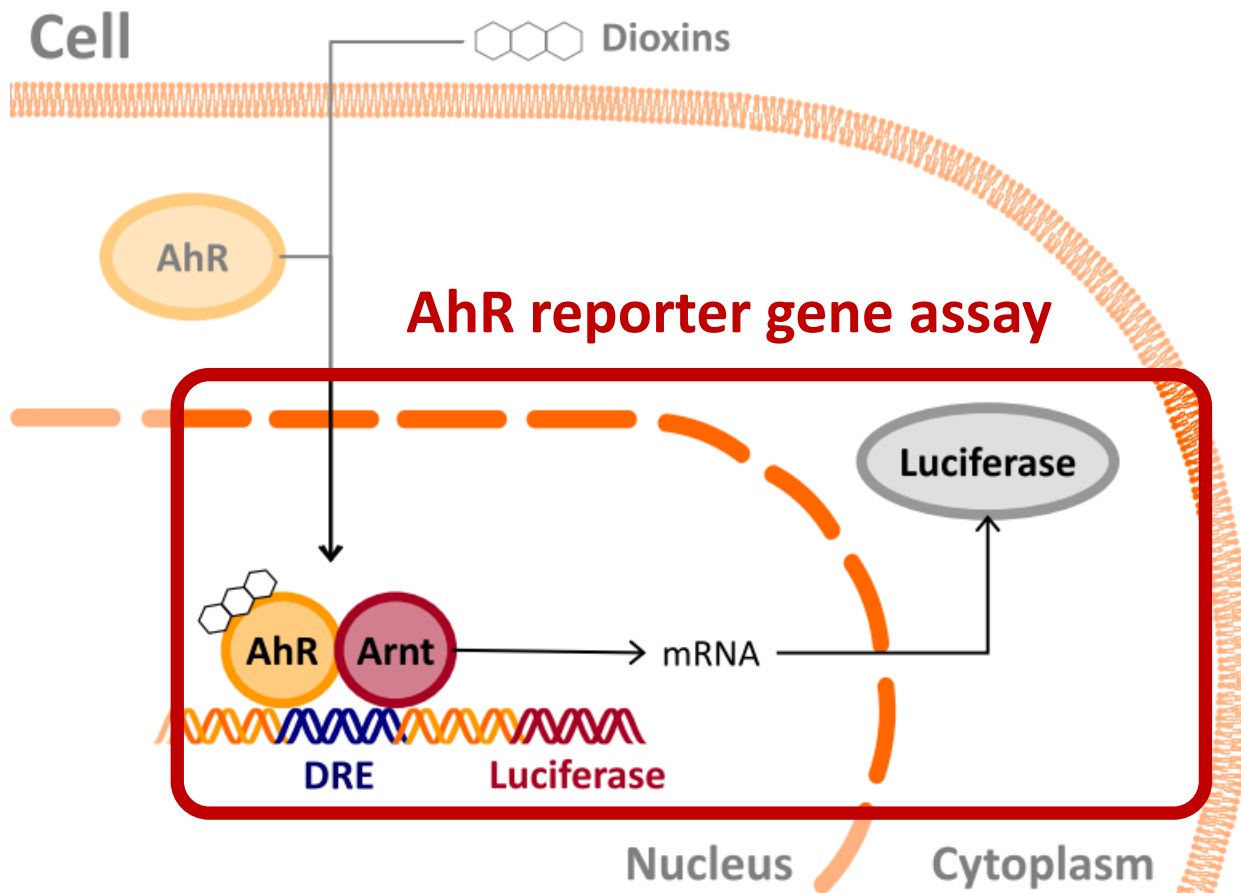 Cell
Dioxins
AhR
AhR reporter gene assay
Luciferase
AhR
Arnt
mRNA
DRE
Luciferase
Nucleus
Cytoplasm